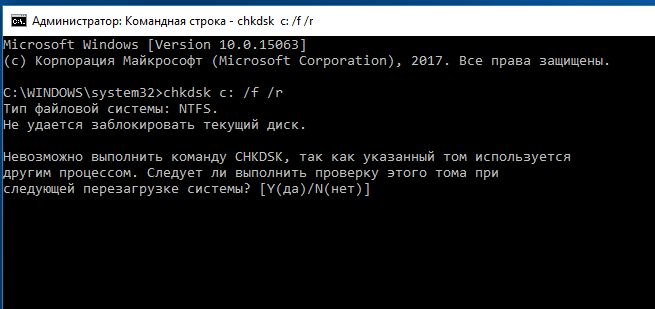 Администратор: Командная строка - chkdsk c: /f /r
Microsoft Windows [Version 10.0.15063]
(c) Корпорация Майкрософт (Microsoft Corporation), 2017. Все права защищены.
C:\WINDOWS\system32>chkdsk c: /f /r
Тип файловой системы: NTFS.
Не удается заблокировать текущий диск.
Невозможно выполнить команду CHKDSK, так как указанный том используется
другим процессом. Следует ли выполнить проверку этого тома при
следующей перезагрузке системы? [Y(да)/N(нет)]